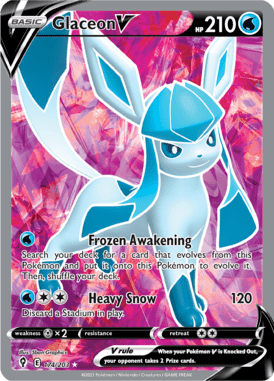 BASIC Glaceon V HP 210
Frozen Awakening
Search your deck for a card that evolves from this
Pokémon and put it onto this Pokémon to evolve it.
Then, shuffle your deck.
Heavy Snow 120
Discard a Stadium in play.
weakness ×2 resistance retreat
Illus. 5ban Graphics
V rule When your Pokémon V is Knocked Out,
your opponent takes 2 Prize cards.
E 174/203
©2021 Pokémon / Nintendo / Creatures / GAME FREAK